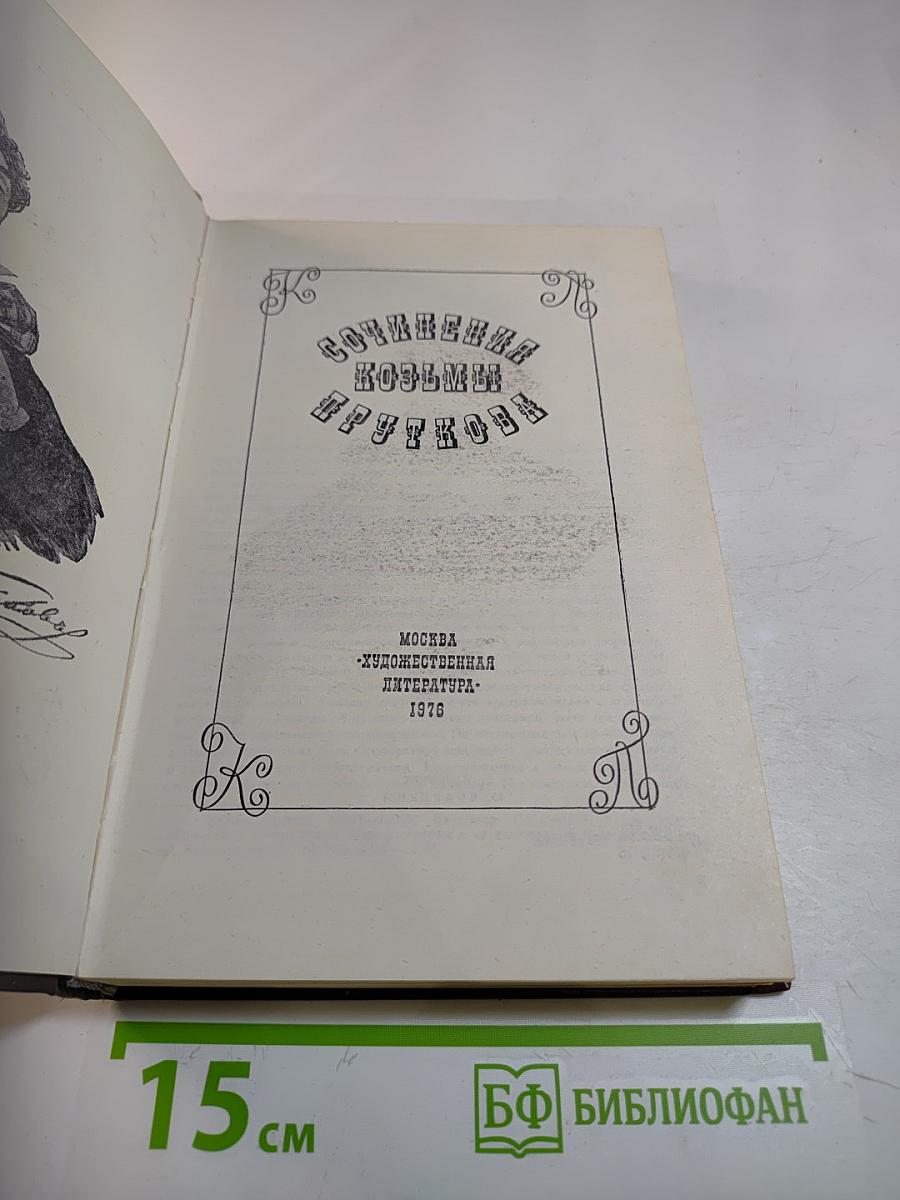 К П
СОЧИНЕНИЯ
КОЗЬМЫ
ПРУТКОВА
МОСКВА
«ХУДОЖЕСТВЕННАЯ
ЛИТЕРАТУРА»
1976
К П
15 см
БФ БИБЛИОФАН